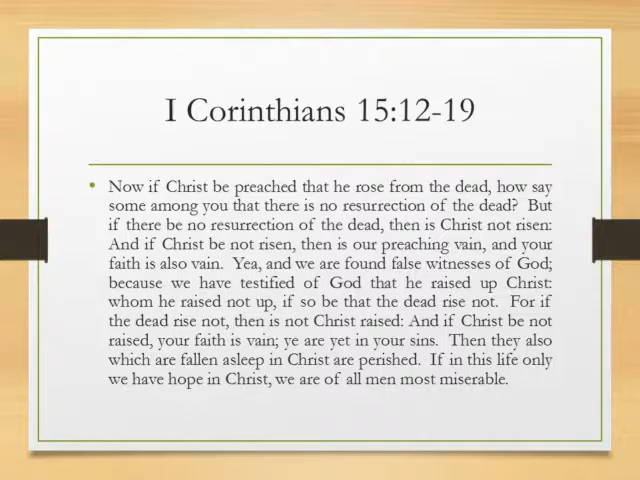 I Corinthians 15:12-19
• Now if Christ be preached that he rose from the dead, how say
some among you that there is no resurrection of the dead? But
if there be no resurrection of the dead, then is Christ not risen:
And if Christ be not risen, then is our preaching vain, and your
faith is also vain. Yea, and we are found false witnesses of God;
because we have testified of God that he raised up Christ:
whom he raised not up, if so be that the dead rise not. For if
the dead rise not, then is not Christ raised: And if Christ be not
raised, your faith is vain; ye are yet in your sins. Then they also
which are fallen asleep in Christ are perished. If in this life only
we have hope in Christ, we are of all men most miserable.